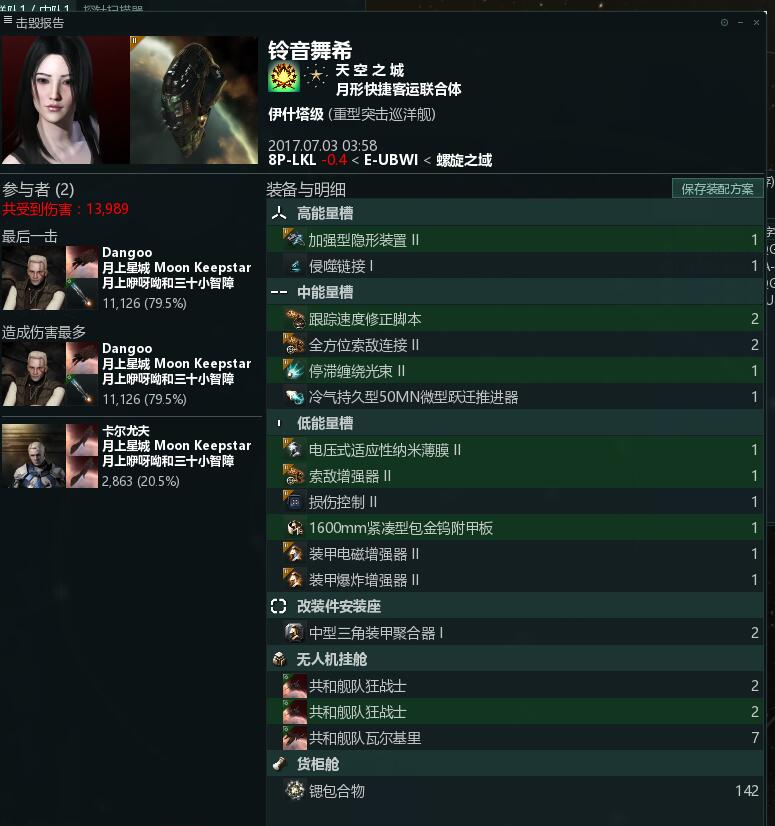 击毁报告
铃音舞希
天空之城
月形快捷客运联合体
伊什塔级 (重型突击巡洋舰)
2017.07.03 03:58
8P-LKL -0.4 < E-UBWI < 螺旋之域
参与者 (2)
共受到伤害：13,989
最后一击
Dangoo
月上星城 Moon Keepstar
月上咿呀呦和三十小智障
11,126 (79.5%)
造成伤害最多
Dangoo
月上星城 Moon Keepstar
月上咿呀呦和三十小智障
11,126 (79.5%)
卡尔尤夫
月上星城 Moon Keepstar
月上咿呀呦和三十小智障
2,863 (20.5%)
装备与明细
保存装配方案
高能量槽
加强型隐形装置 II 1
侵噬链接 I 1
中能量槽
跟踪速度修正脚本 2
全方位索敌连接 II 2
停滞缠绕光束 II 1
冷气持久型50MN微型跃迁推进器 1
低能量槽
电压式适应性纳米薄膜 II 1
索敌增强器 II 1
损伤控制 II 1
1600mm紧凑型包金钨附甲板 1
装甲电磁增强器 II 1
装甲爆炸增强器 II 1
改装件安装座
中型三角装甲聚合器 I 2
无人机挂舱
共和舰队狂战士 2
共和舰队狂战士 2
共和舰队瓦尔基里 7
货柜舱
锶包合物 142